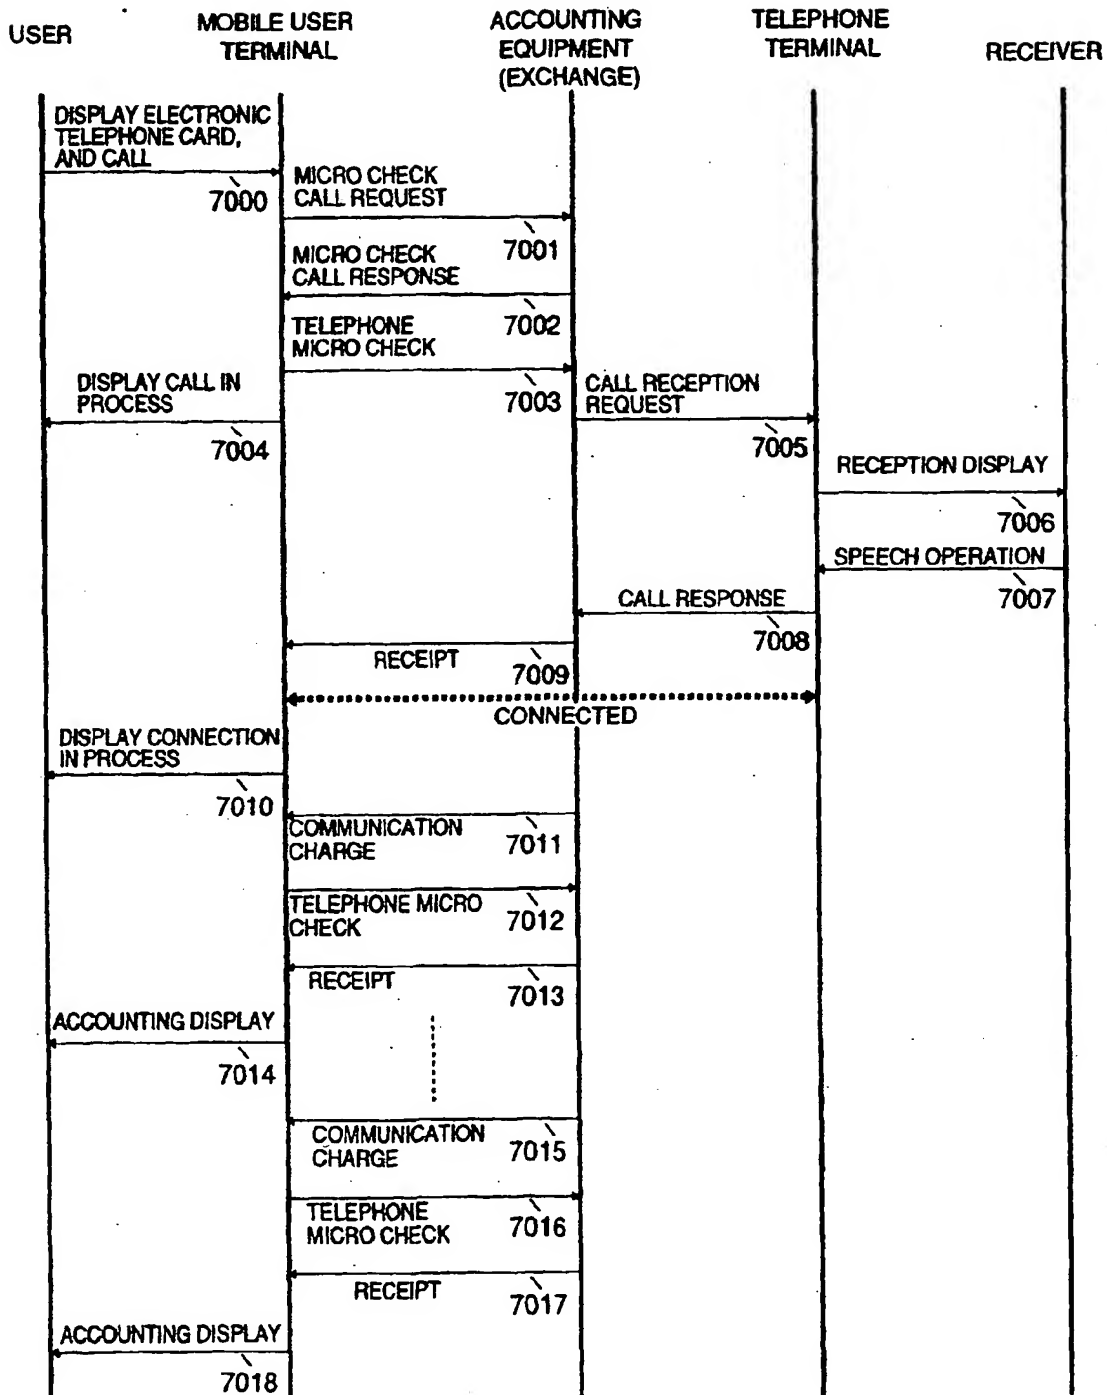 USER
MOBILE USER
TERMINAL
ACCOUNTING
EQUIPMENT
(EXCHANGE)
TELEPHONE
TERMINAL
RECEIVER
DISPLAY ELECTRONIC
TELEPHONE CARD,
AND CALL
7000
MICRO CHECK
CALL REQUEST
7001
MICRO CHECK
CALL RESPONSE
7002
TELEPHONE
MICRO CHECK
7003
DISPLAY CALL IN
PROCESS
7004
CALL RECEPTION
REQUEST
7005
RECEPTION DISPLAY
7006
SPEECH OPERATION
7007
CALL RESPONSE
7008
RECEIPT
7009
CONNECTED
DISPLAY CONNECTION
IN PROCESS
7010
COMMUNICATION
CHARGE
7011
TELEPHONE MICRO
CHECK
7012
RECEIPT
7013
ACCOUNTING DISPLAY
7014
COMMUNICATION
CHARGE
7015
TELEPHONE
MICRO CHECK
7016
RECEIPT
7017
ACCOUNTING DISPLAY
7018